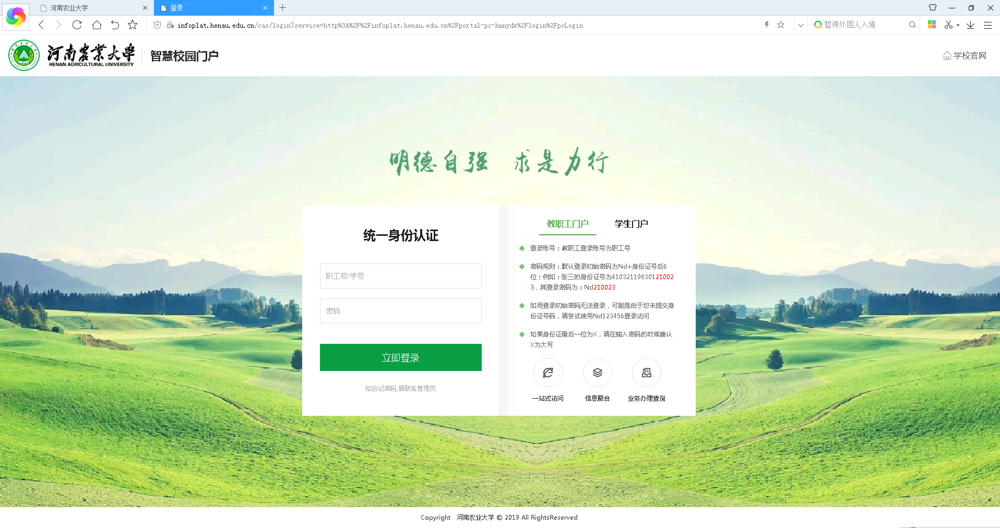 河南农业大学
登录
infoplat.henau.edu.cn/cas/login?service=http%3A%2F%2Finfoplat.henau.edu.cn%2Fportal-pc-hnnydx%2Flogin%2FpcLogin
暂停外国人入境
河南农业大学
HENAN AGRICULTURAL UNIVERSITY
智慧校园门户
学校官网
明德自强 求是力行
统一身份认证
职工号/学号
密码
立即登录
如忘记密码,请联系管理员
教职工门户 学生门户
登录账号：教职工登录账号为职工号
密码规则：默认登录初始密码为Nd+身份证号后6
位；例如：张三的身份证号为41032119830121002
3，其登录密码为：Nd210023
如用登录初始密码无法登录，可能是由于您未提交身
份证号码，请尝试使用Nd123456登录访问
如果身份证最后一位为X，请在输入密码的时候确认
X为大写
一站式访问 信息聚合 业务办理查询
Copyright 河南农业大学 © 2019 All RightsReserved